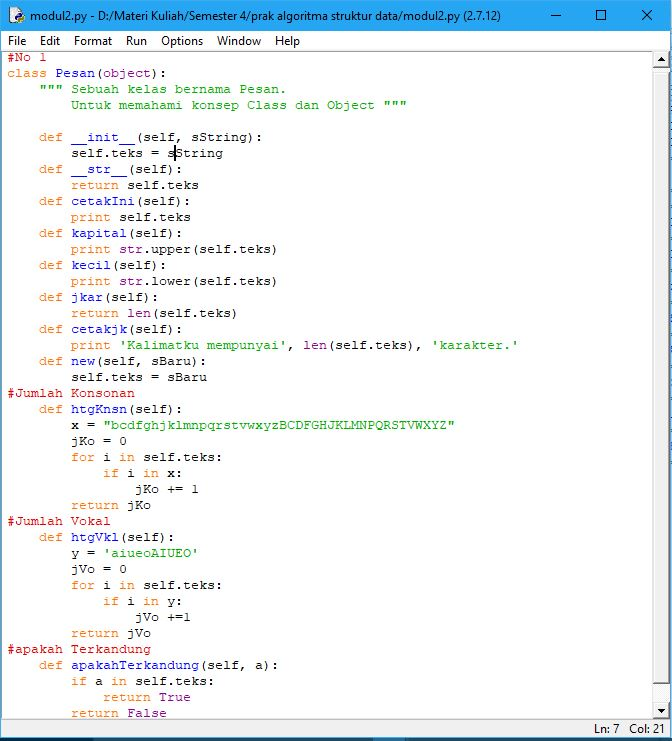 modul2.py - D:/Materi Kuliah/Semester 4/prak algoritma struktur data/modul2.py (2.7.12)
File Edit Format Run Options Window Help
#No 1
class Pesan(object):
    """ Sebuah kelas bernama Pesan.
        Untuk memahami konsep Class dan Object """
    def __init__(self, sString):
        self.teks = sString
    def __str__(self):
        return self.teks
    def cetakIni(self):
        print self.teks
    def kapital(self):
        print str.upper(self.teks)
    def kecil(self):
        print str.lower(self.teks)
    def jkar(self):
        return len(self.teks)
    def cetakjk(self):
        print 'Kalimatku mempunyai', len(self.teks), 'karakter.'
    def new(self, sBaru):
        self.teks = sBaru
#Jumlah Konsonan
    def htgKnsn(self):
        x = "bcdfghjklmnpqrstvwxyzBCDFGHJKLMNPQRSTVWXYZ"
        jKo = 0
        for i in self.teks:
            if i in x:
                jKo += 1
        return jKo
#Jumlah Vokal
    def htgVkl(self):
        y = 'aiueoAIUEO'
        jVo = 0
        for i in self.teks:
            if i in y:
                jVo +=1
        return jVo
#apakah Terkandung
    def apakahTerkandung(self, a):
        if a in self.teks:
            return True
        return False
Ln: 7 Col: 21